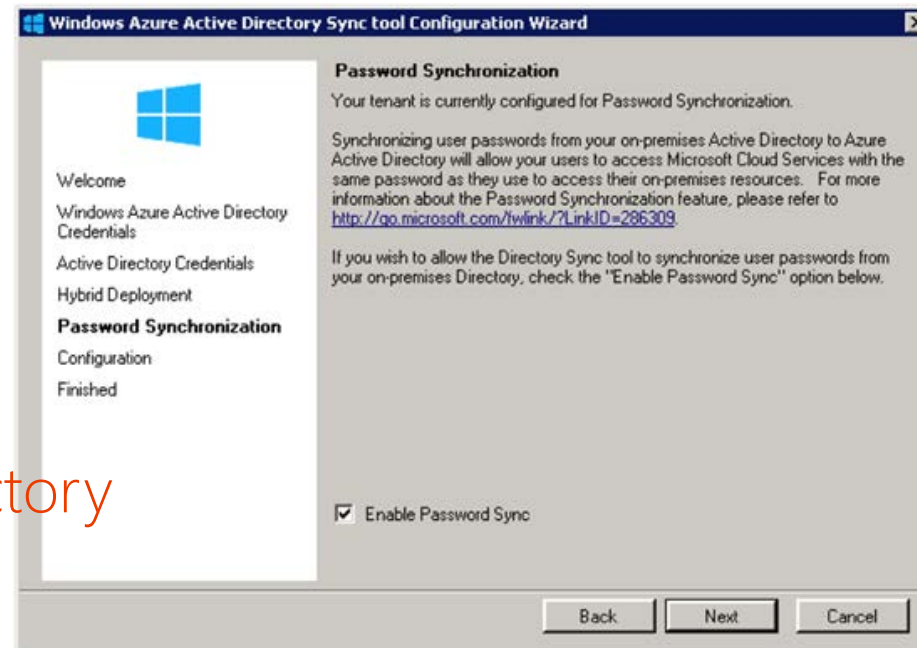 Windows Azure Active Directory Sync tool Configuration Wizard
Welcome
Windows Azure Active Directory
Credentials
Active Directory Credentials
Hybrid Deployment
Password Synchronization
Configuration
Finished
ctory
Password Synchronization
Your tenant is currently configured for Password Synchronization.
Synchronizing user passwords from your on-premises Active Directory to Azure
Active Directory will allow your users to access Microsoft Cloud Services with the
same password as they use to access their on-premises resources. For more
information about the Password Synchronization feature, please refer to
http://go.microsoft.com/fwlink/?LinkID=286309.
If you wish to allow the Directory Sync tool to synchronize user passwords from
your on-premises Directory, check the "Enable Password Sync" option below.
Enable Password Sync
Back
Next
Cancel